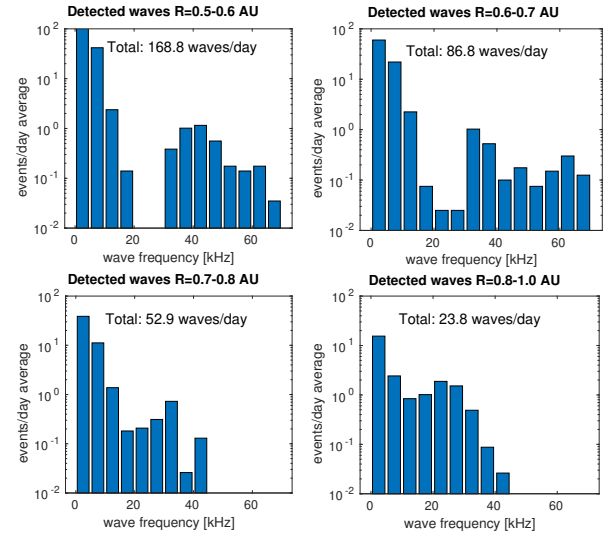 Detected waves R=0.5-0.6 AU
Total: 168.8 waves/day
10^2
10^1
10^0
10^-1
10^-2
events/day average
0 20 40 60
wave frequency [kHz]
Detected waves R=0.6-0.7 AU
Total: 86.8 waves/day
10^2
10^1
10^0
10^-1
10^-2
events/day average
0 20 40 60
wave frequency [kHz]
Detected waves R=0.7-0.8 AU
Total: 52.9 waves/day
10^2
10^1
10^0
10^-1
10^-2
events/day average
0 20 40 60
wave frequency [kHz]
Detected waves R=0.8-1.0 AU
Total: 23.8 waves/day
10^2
10^1
10^0
10^-1
10^-2
events/day average
0 20 40 60
wave frequency [kHz]